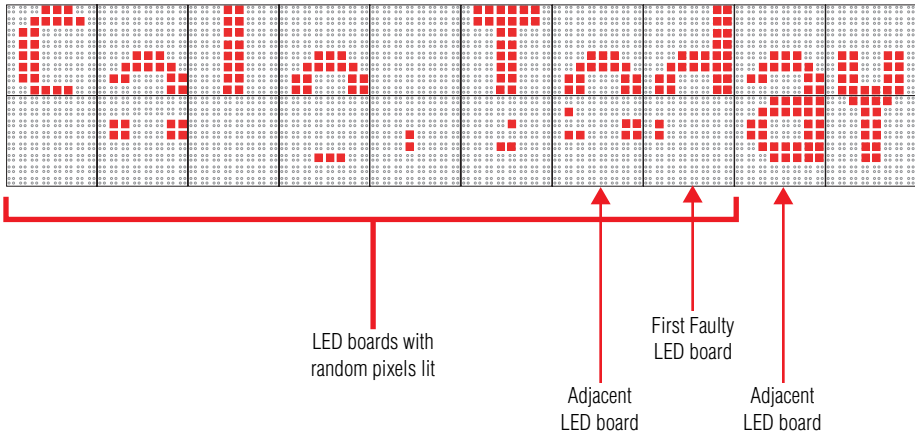 LED boards with
random pixels lit
First Faulty
LED board
Adjacent
LED board
Adjacent
LED board